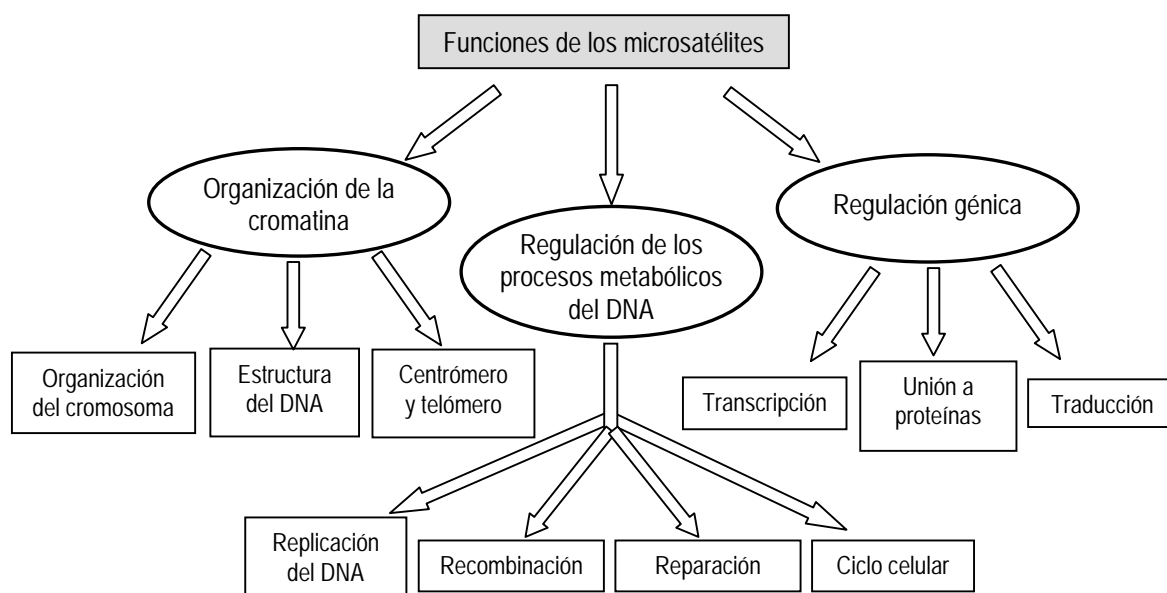 Funciones de los microsatélites
Organización de la
cromatina
Regulación de los
procesos metabólicos
del DNA
Regulación génica
Organización
del cromosoma
Estructura
del DNA
Centrómero
y telómero
Transcripción
Unión a
proteínas
Traducción
Replicación
del DNA
Recombinación
Reparación
Ciclo celular